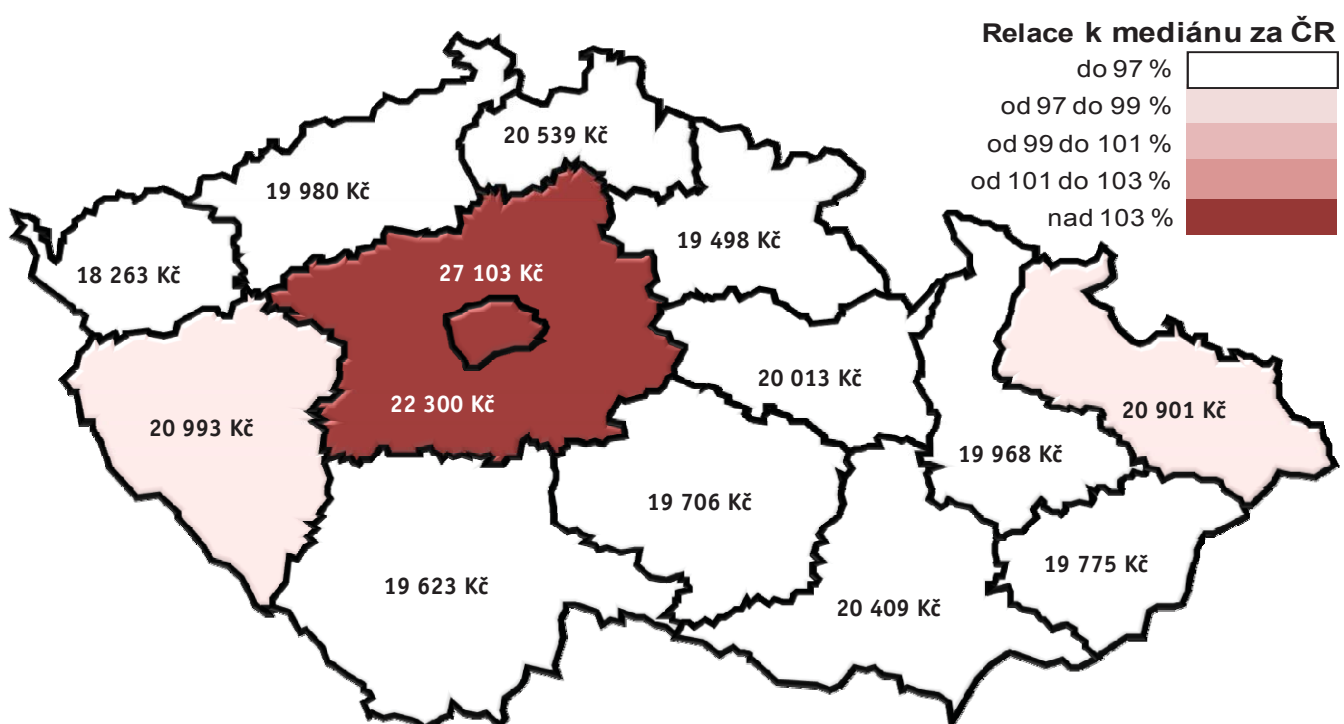 Relace k mediánu za ČR
do 97 %
od 97 do 99 %
od 99 do 101 %
od 101 do 103 %
nad 103 %
20 539 Kč
19 980 Kč
19 498 Kč
18 263 Kč
27 103 Kč
20 013 Kč
22 300 Kč
20 901 Kč
20 993 Kč
19 968 Kč
19 706 Kč
19 775 Kč
19 623 Kč
20 409 Kč